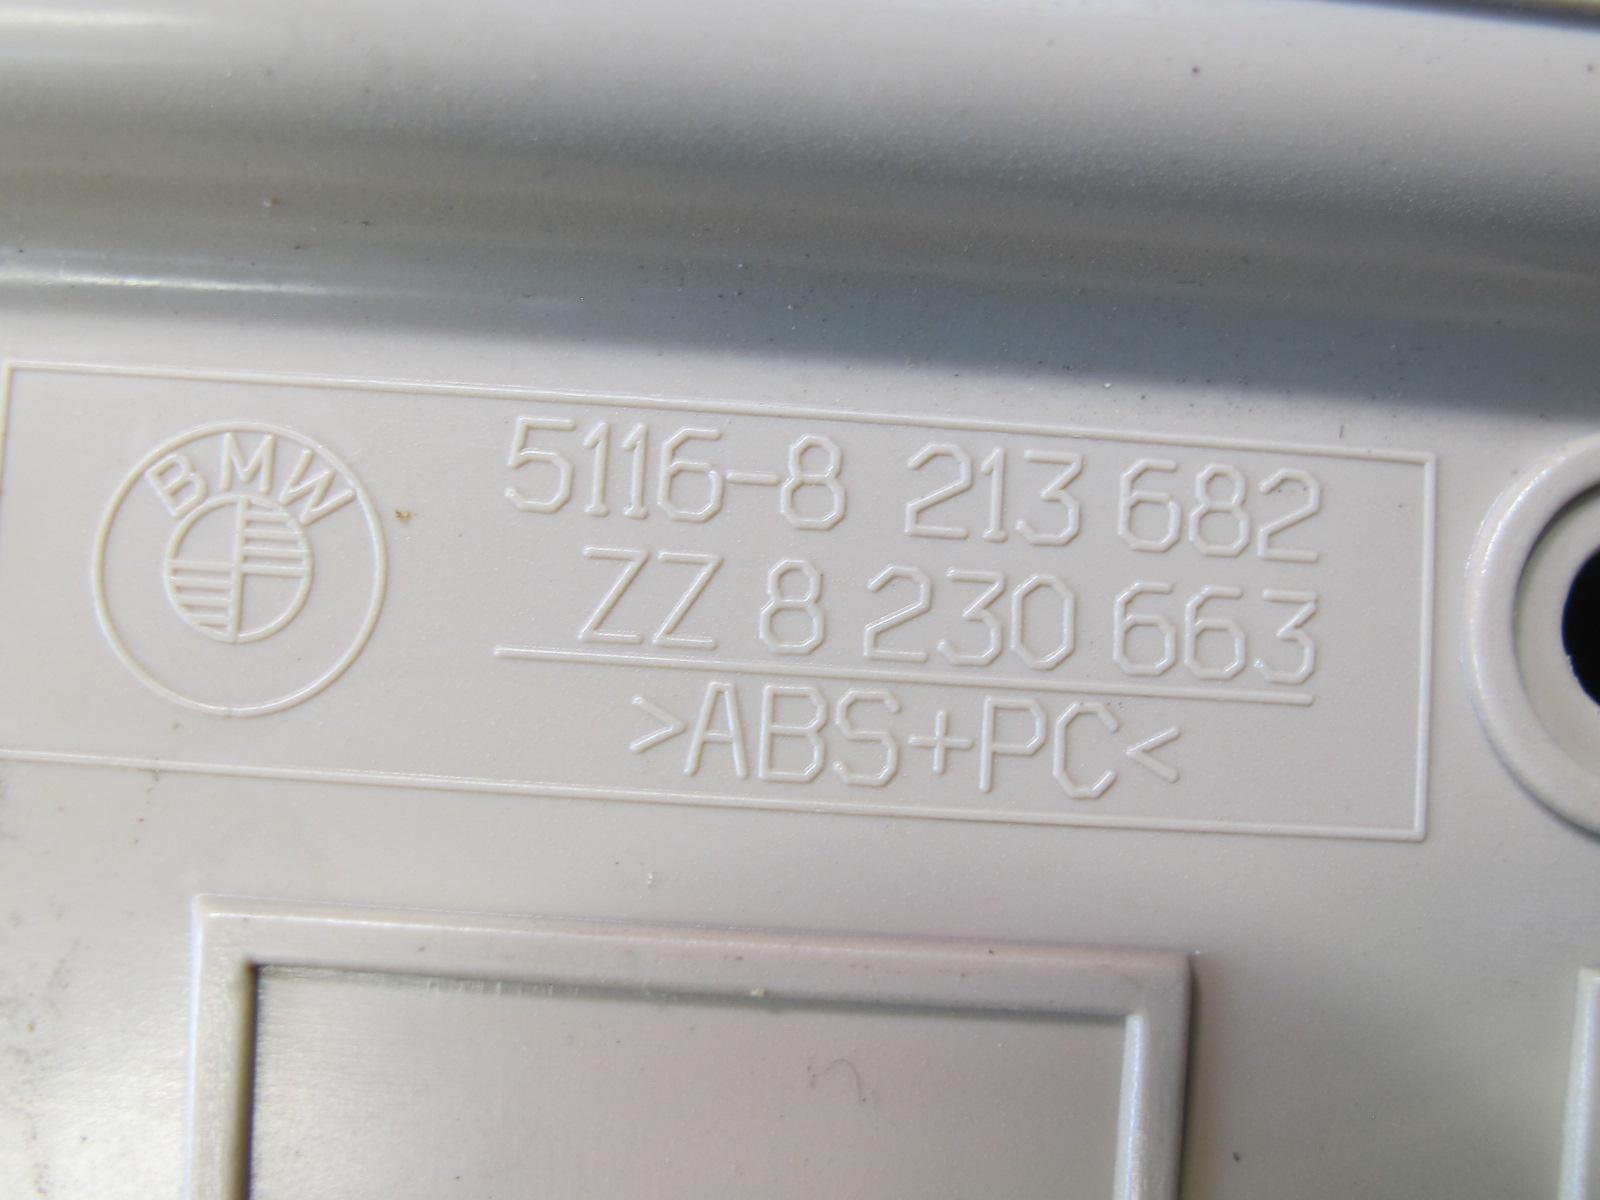 BMW
5116-8 213 682
ZZ 8 230 663
>ABS+PC<